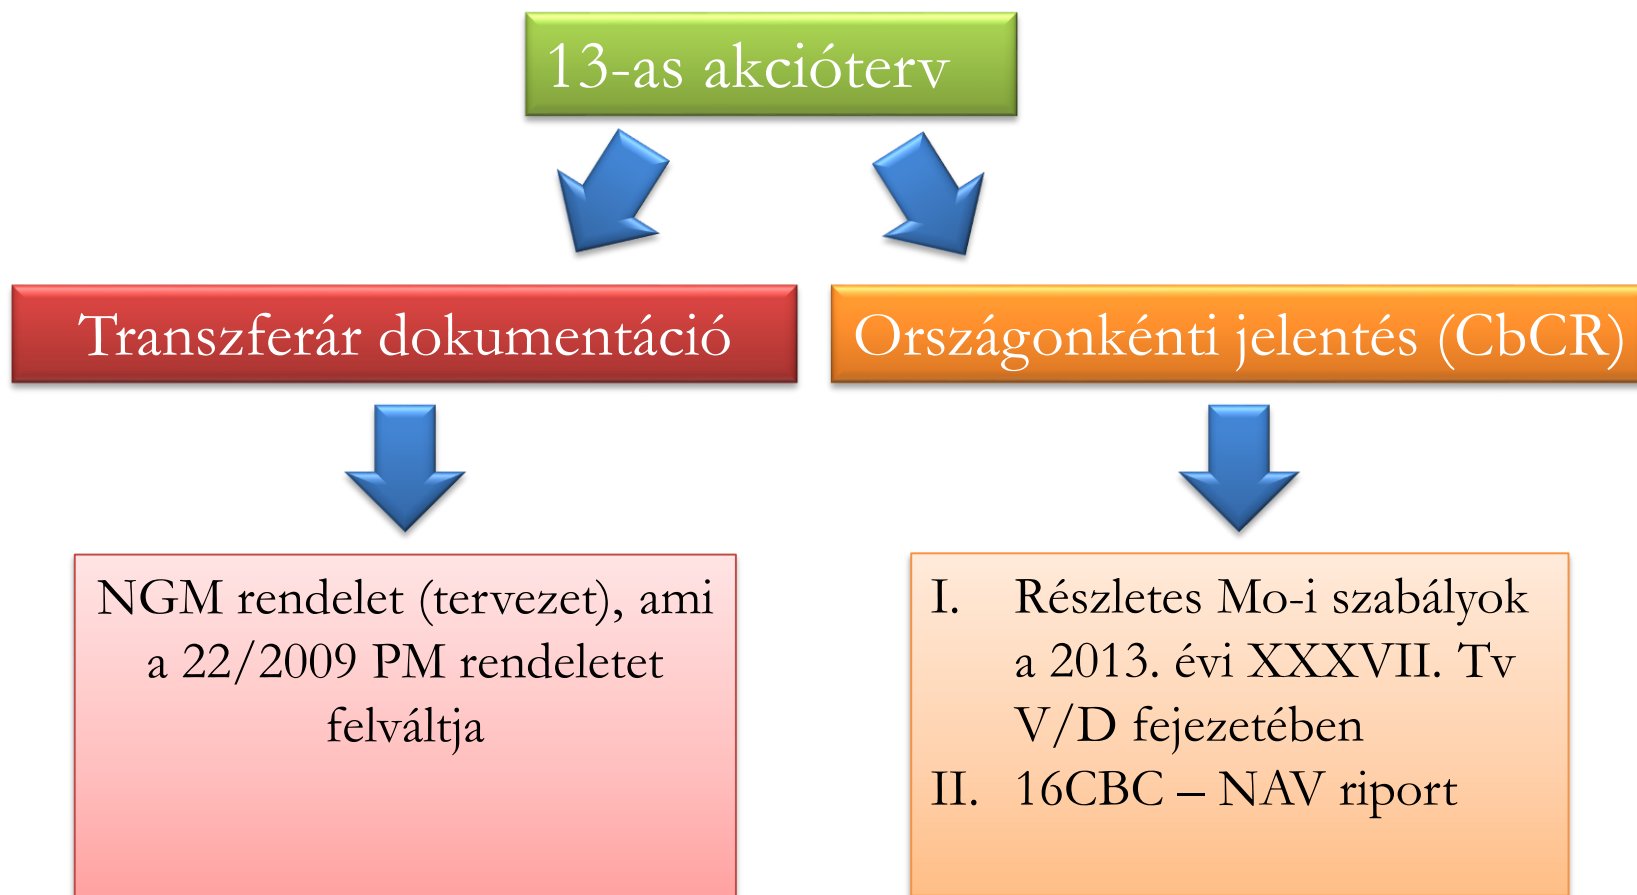 13-as akcióterv
Transzferár dokumentáció
Országonkénti jelentés (CbCR)
NGM rendelet (tervezet), ami
a 22/2009 PM rendeletet
felváltja
I. Részletes Mo-i szabályok
a 2013. évi XXXVII. Tv
V/D fejezetében
II. 16CBC – NAV riport